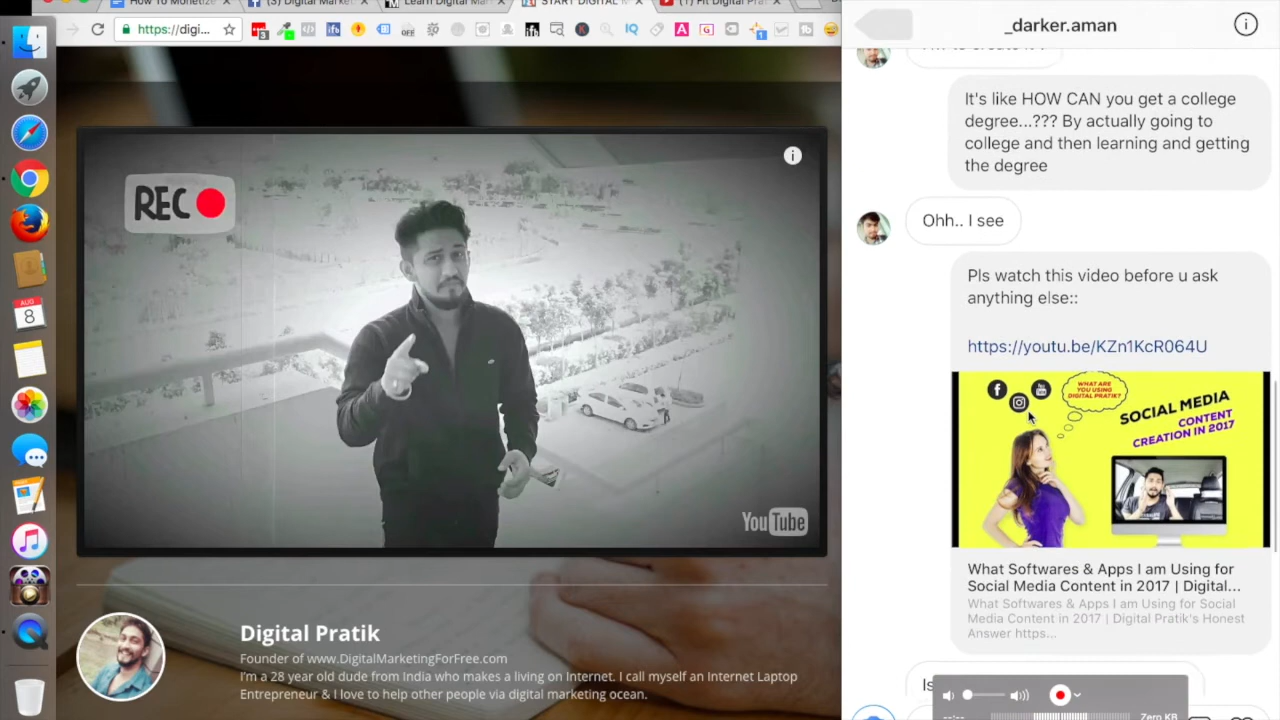 How To Monetize
(3) Digital Market
Learn Digital Mar
START DIGITAL M
(1) Fit Digital Prat
https://digi...
_darker.aman
It's like HOW CAN you get a college
degree...??? By actually going to
college and then learning and getting
the degree
Ohh.. I see
Pls watch this video before u ask
anything else::
https://youtu.be/KZn1KcR064U
WHAT ARE
YOU USING
DIGITAL PRATIK?
SOCIAL MEDIA
CONTENT
CREATION IN 2017
What Softwares & Apps I am Using for
Social Media Content in 2017 | Digital...
What Softwares & Apps I am Using for Social
Media Content in 2017 | Digital Pratik's Honest
Answer https...
Is
--:--
Zero KB
REC
YouTube
AUG
8
Digital Pratik
Founder of www.DigitalMarketingForFree.com
I'm a 28 year old dude from India who makes a living on Internet. I call myself an Internet Laptop
Entrepreneur & I love to help other people via digital marketing ocean.